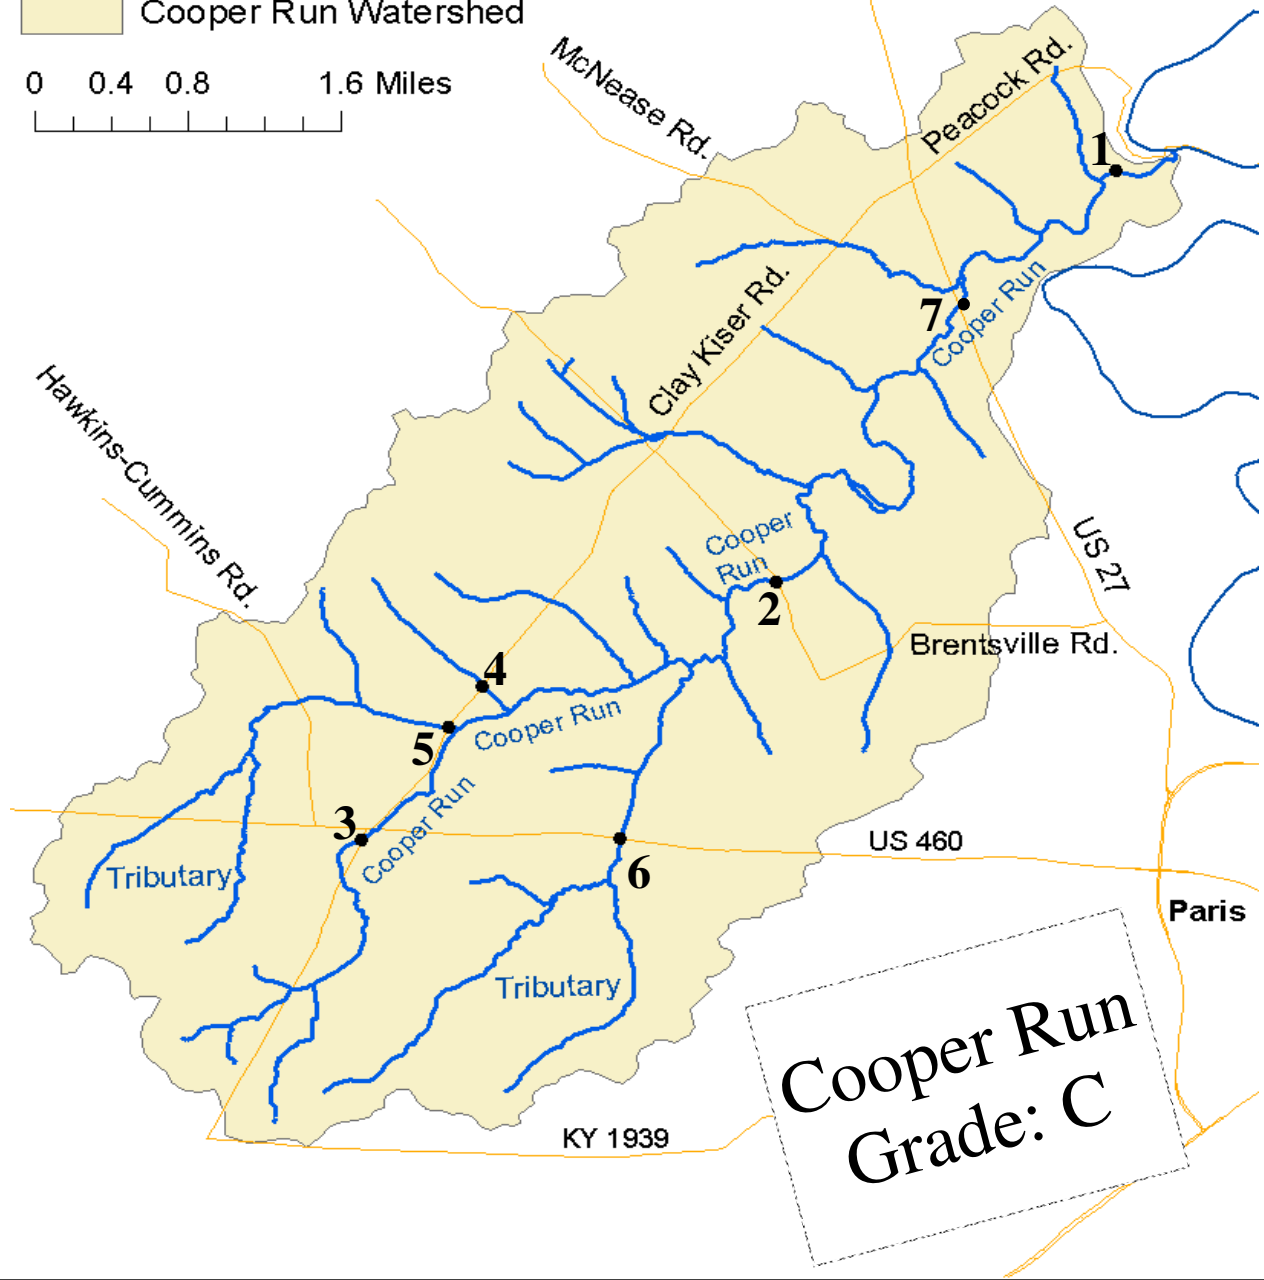 Cooper Run Watershed
0 0.4 0.8 1.6 Miles
McNease Rd.
Peacock Rd.
1
Clay Kiser Rd.
7
Cooper Run
Hawkins-Cummins Rd.
US 27
Cooper
Run
2
Brentsville Rd.
4
5
Cooper Run
3
Cooper Run
US 460
6
Tributary
Paris
Tributary
Cooper Run
Grade: C
KY 1939